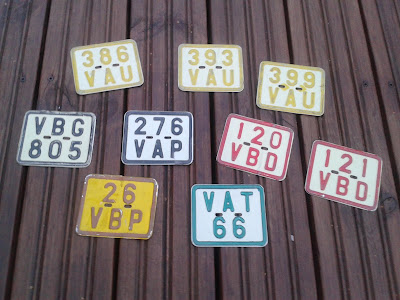 386
VAU
393
VAU
399
VAU
VBG
805
276
VAP
120
VBD
121
VBD
26
VBP
VAT
66